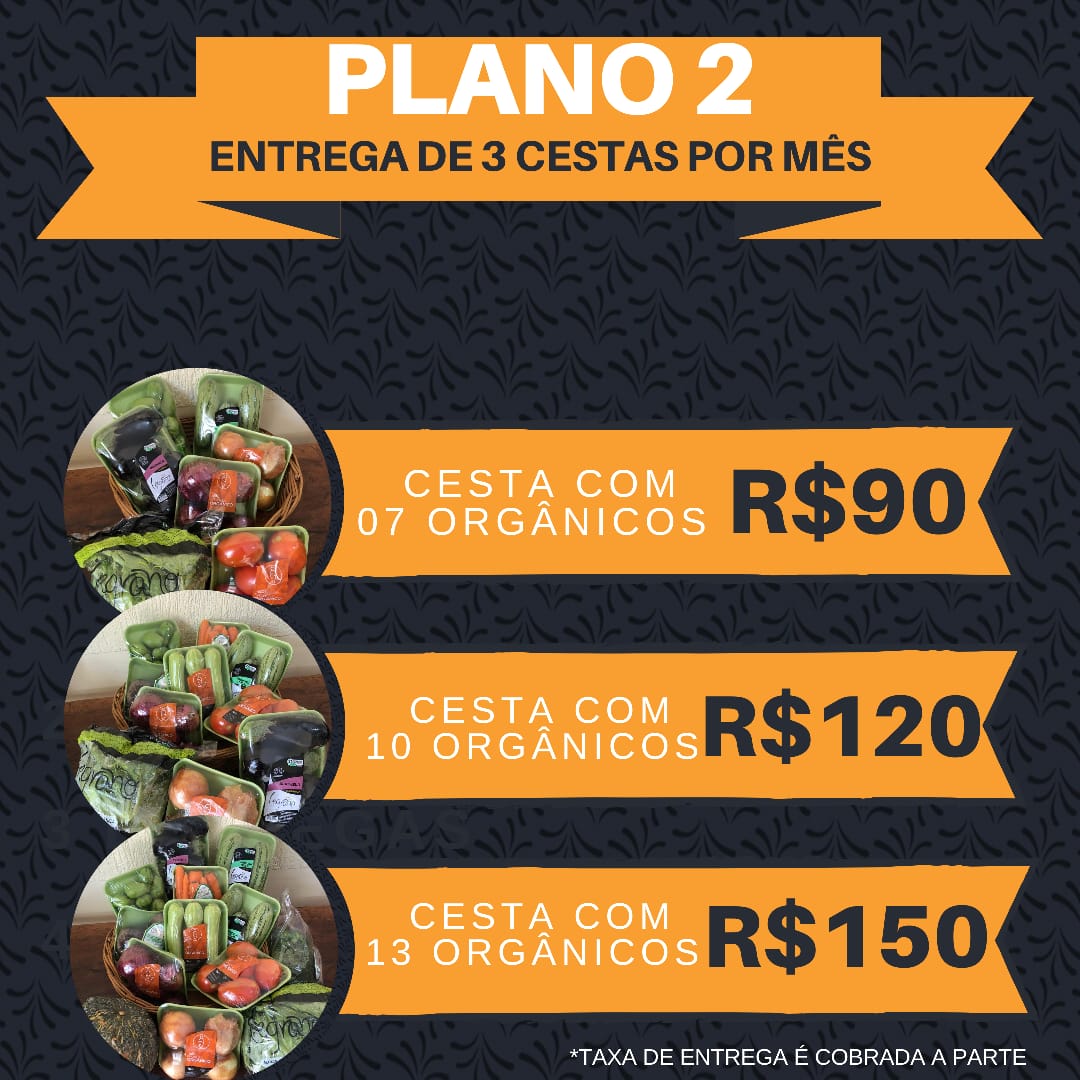 PLANO 2
ENTREGA DE 3 CESTAS POR MÊS
CESTA COM
07 ORGÂNICOS
R$90
CESTA COM
10 ORGÂNICOS
R$120
CESTA COM
13 ORGÂNICOS
R$150
*TAXA DE ENTREGA É COBRADA A PARTE